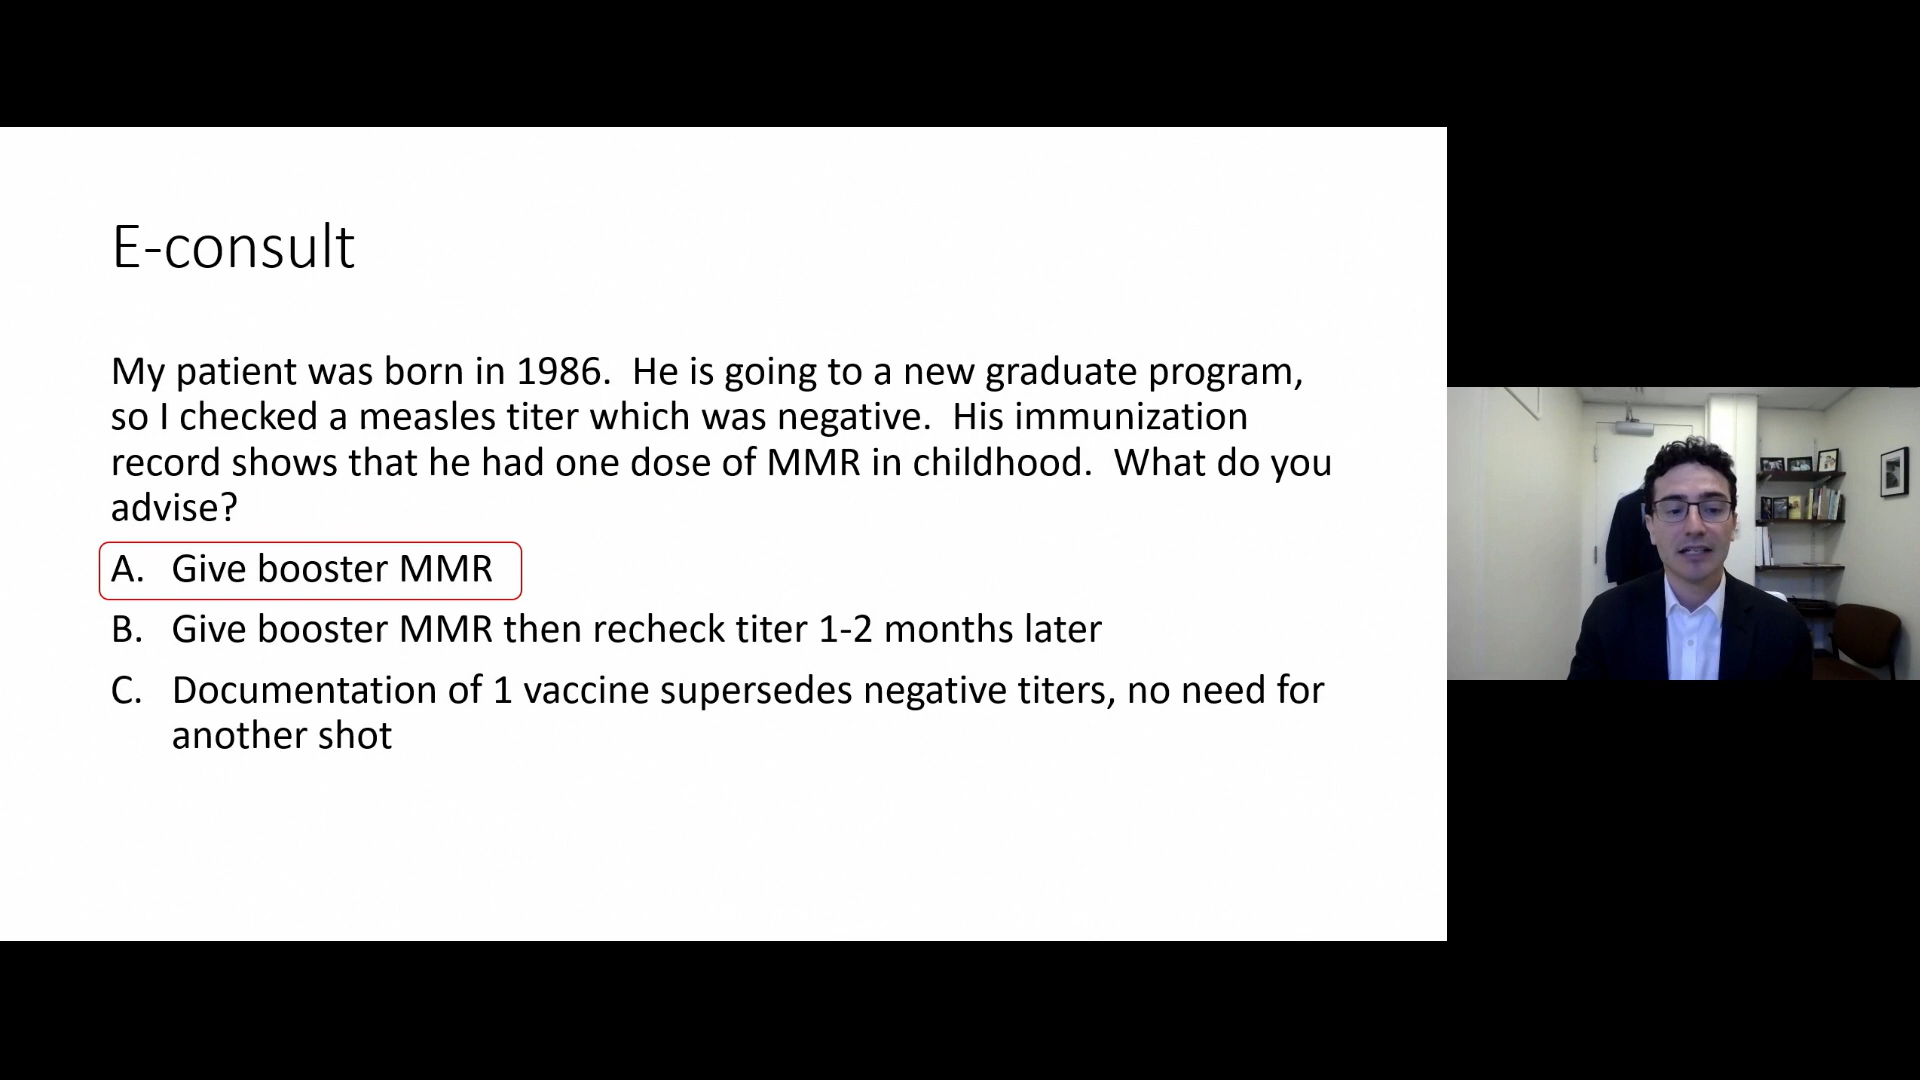 E-consult
My patient was born in 1986.  He is going to a new graduate program,
so I checked a measles titer which was negative.  His immunization
record shows that he had one dose of MMR in childhood.  What do you
advise?
A. Give booster MMR
B. Give booster MMR then recheck titer 1-2 months later
C. Documentation of 1 vaccine supersedes negative titers, no need for
another shot